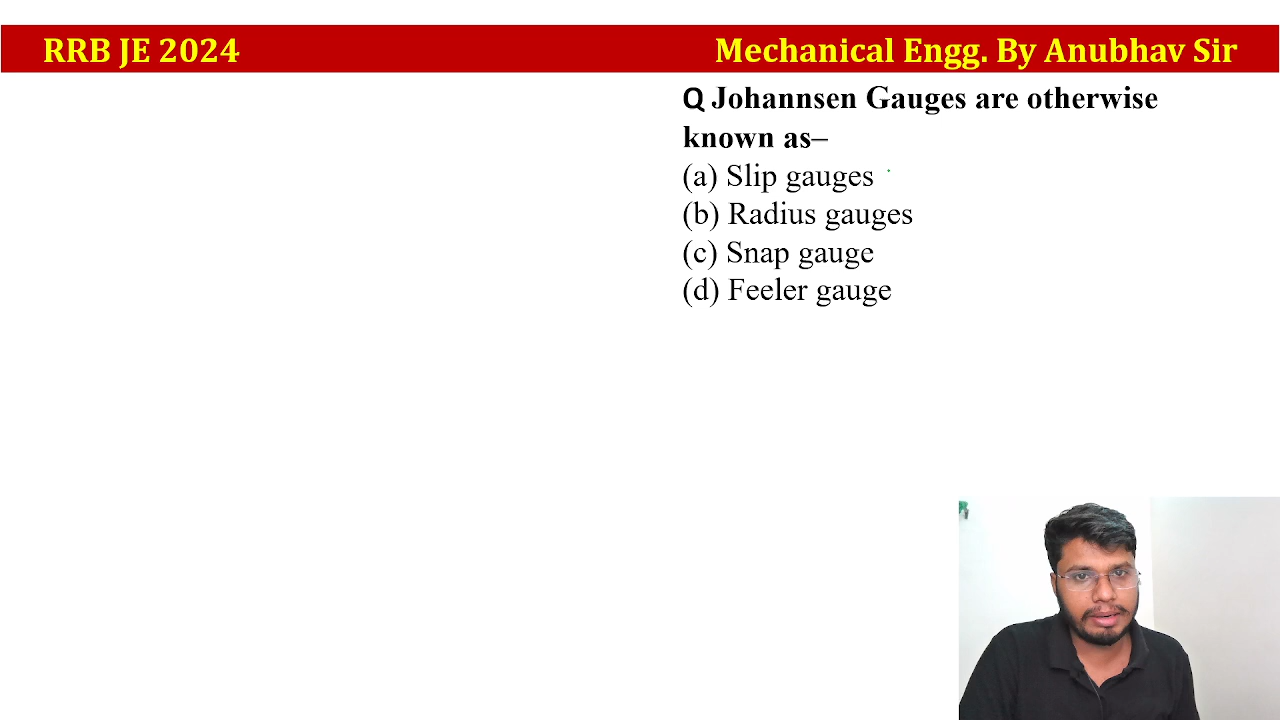 RRB JE 2024
Mechanical Engg. By Anubhav Sir
Q Johannsen Gauges are otherwise
known as–
(a) Slip gauges
(b) Radius gauges
(c) Snap gauge
(d) Feeler gauge